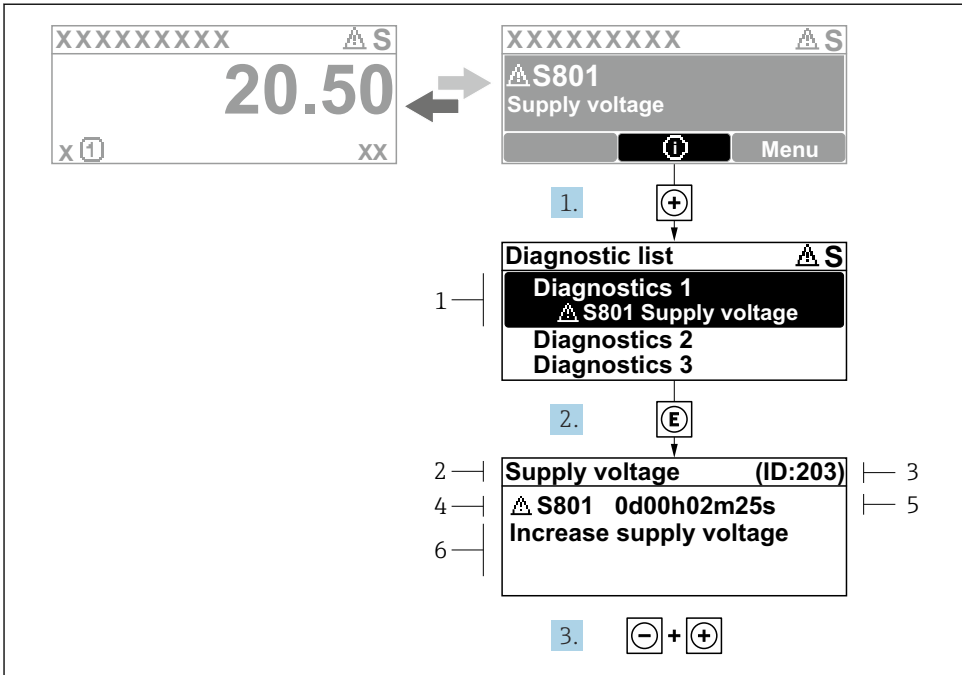 XXXXXXXXX ⚠ S
20.50
x 1 XX
XXXXXXXXX ⚠ S
⚠ S801
Supply voltage
i Menu
1. +
Diagnostic list ⚠ S
1
Diagnostics 1
⚠ S801 Supply voltage
Diagnostics 2
Diagnostics 3
2. E
2 Supply voltage (ID:203) 3
4 ⚠ S801 0d00h02m25s 5
6 Increase supply voltage
3. - + +